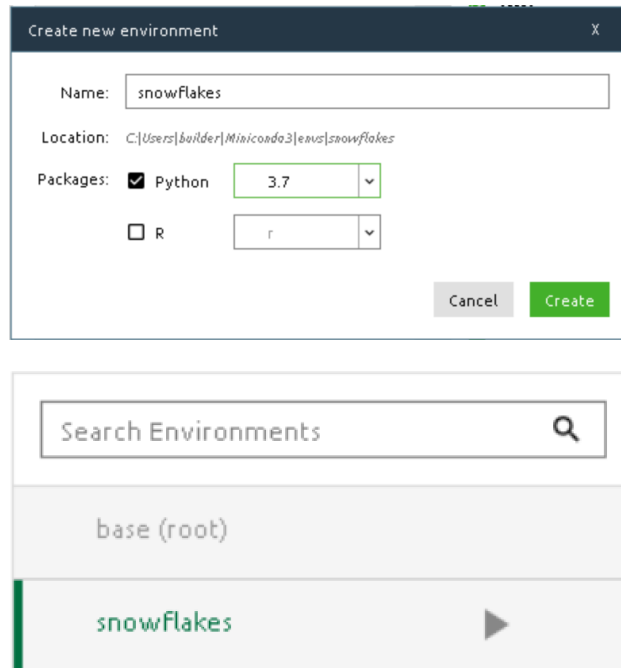 Create new environment X
Name: snowflakes
Location: C:|Users|builder|Miniconda3|envs|snowflakes
Packages: Python 3.7
R r
Cancel Create
Search Environments
base (root)
snowflakes